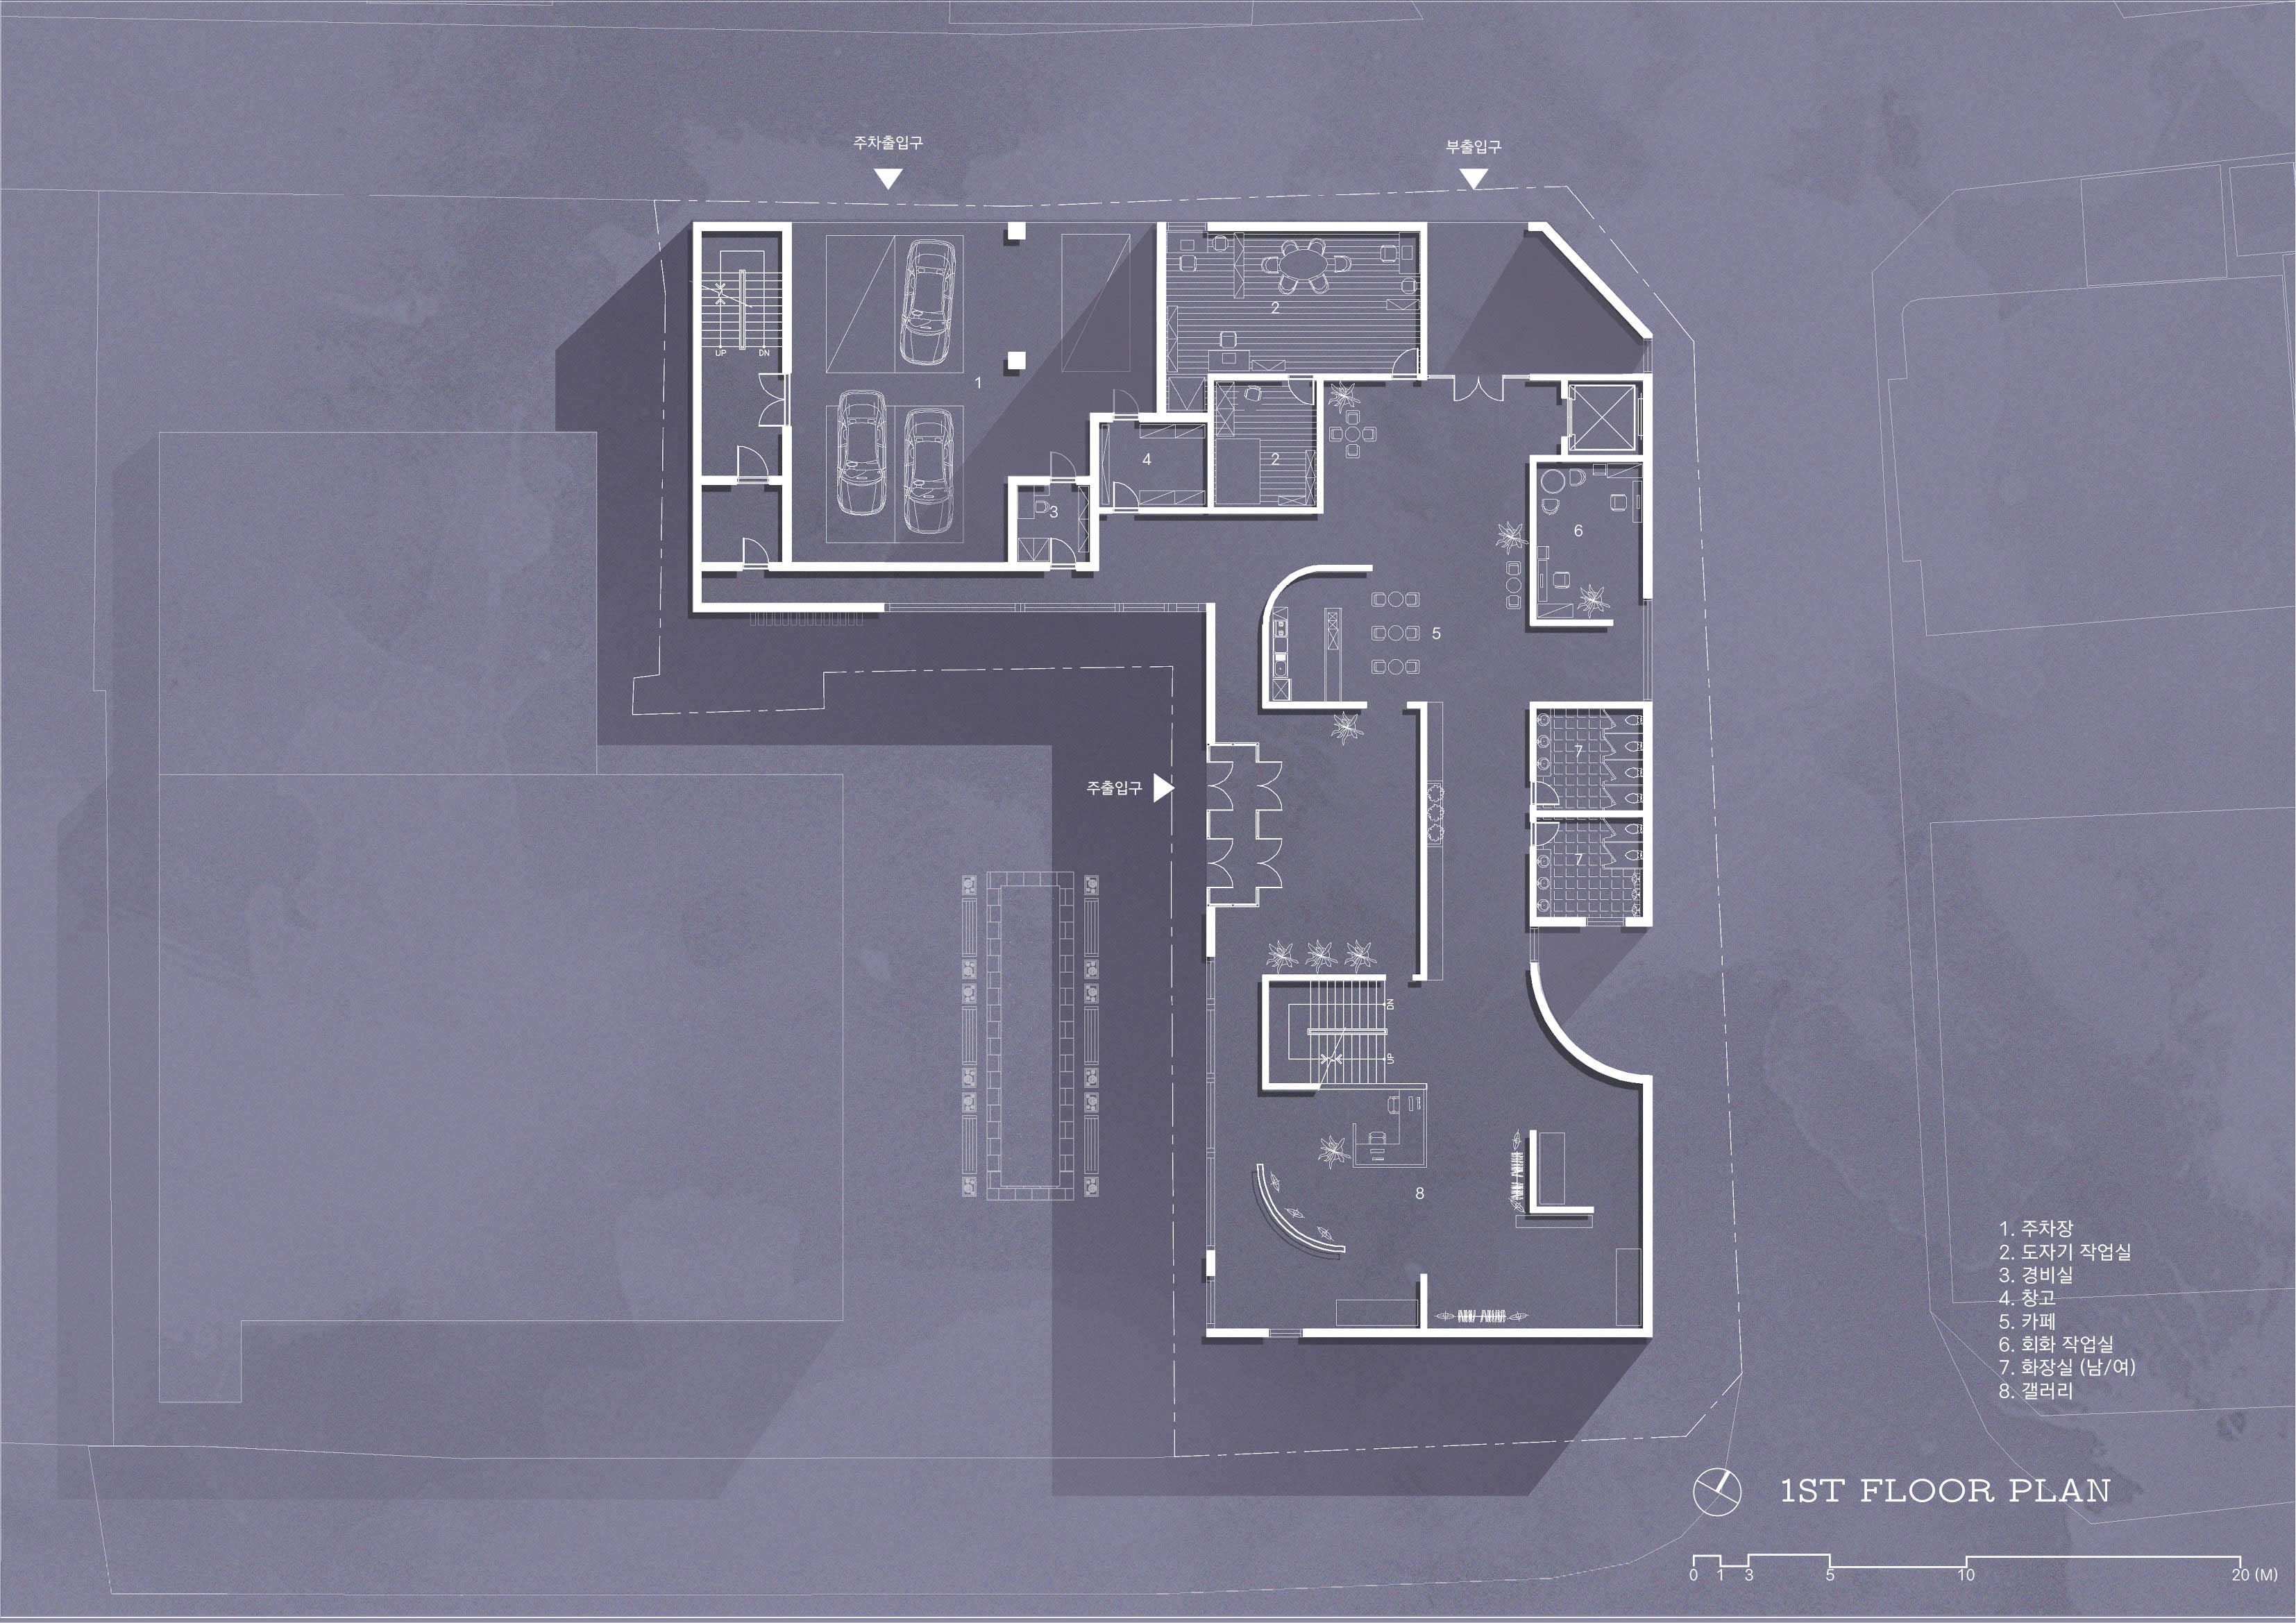 주차출입구
부출입구
UP
DN
1
2
4
2
3
6
5
7
주출입구
7
DN
UP
8
1. 주차장
2. 도자기 작업실
3. 경비실
4. 창고
5. 카페
6. 회화 작업실
7. 화장실 (남/여)
8. 갤러리
1ST FLOOR PLAN
0 1 3 5 10 20 (M)